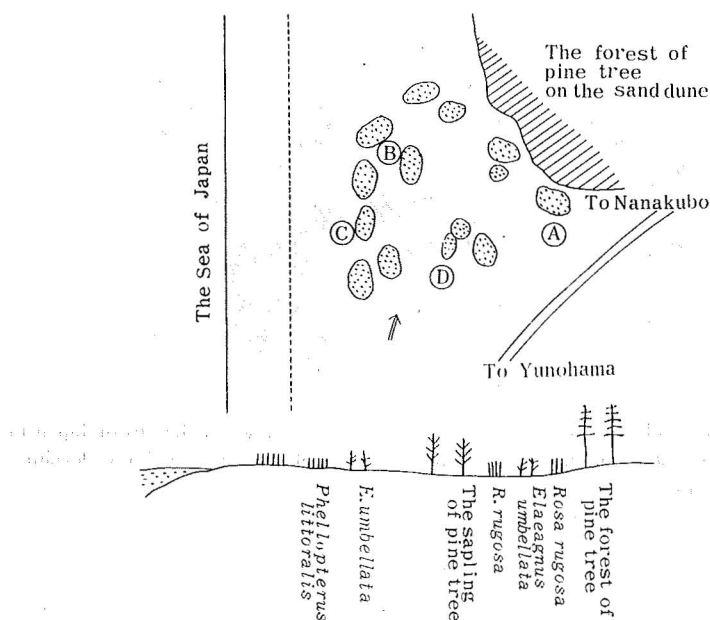 The forest of
pine tree
on the sand dune
The Sea of Japan
B
C
A
D
To Nanakubo
To Yunohama
Phellopterus
littoralis
E. umbellata
The sapling
of pine tree
R. rugosa
Elaeagnus
umbellata
Rosa rugosa
The forest of
pine tree